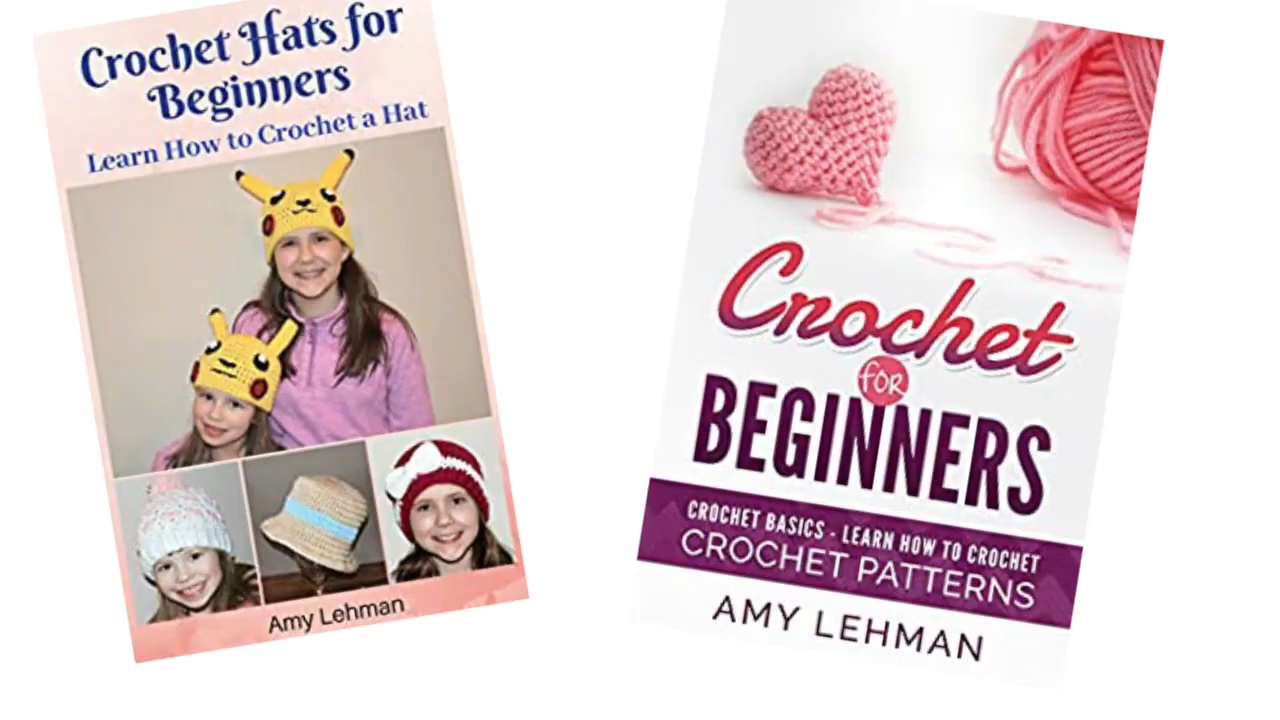 Crochet Hats for
Beginners
Learn How to Crochet a Hat
Amy Lehman
Crochet
for
BEGINNERS
CROCHET BASICS - LEARN HOW TO CROCHET
CROCHET PATTERNS
AMY LEHMAN